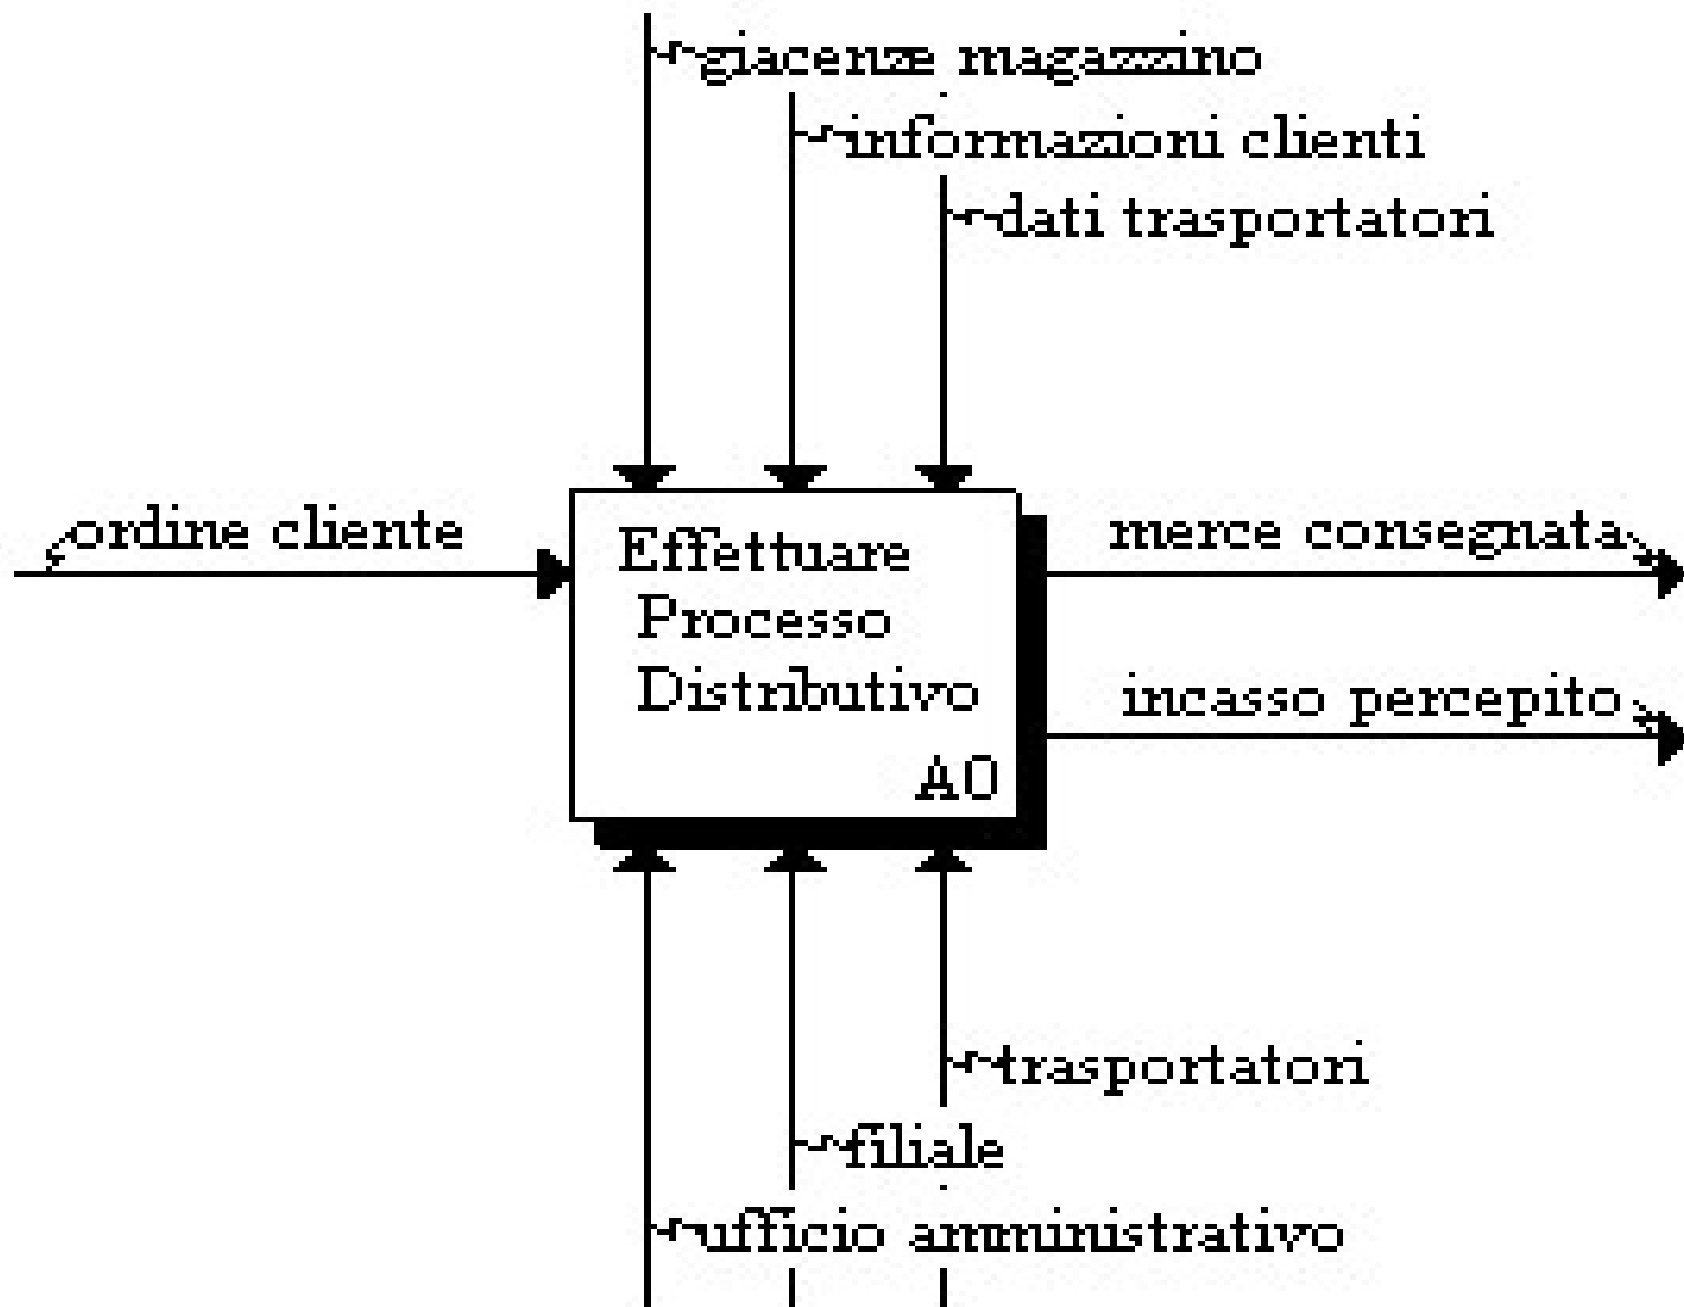 giacenze magazzino
informazioni clienti
dati trasportatori
ordine cliente
Effettuare
Processo
Distributivo
A0
merce consegnata
incasso percepito
trasportatori
filiale
ufficio amministrativo